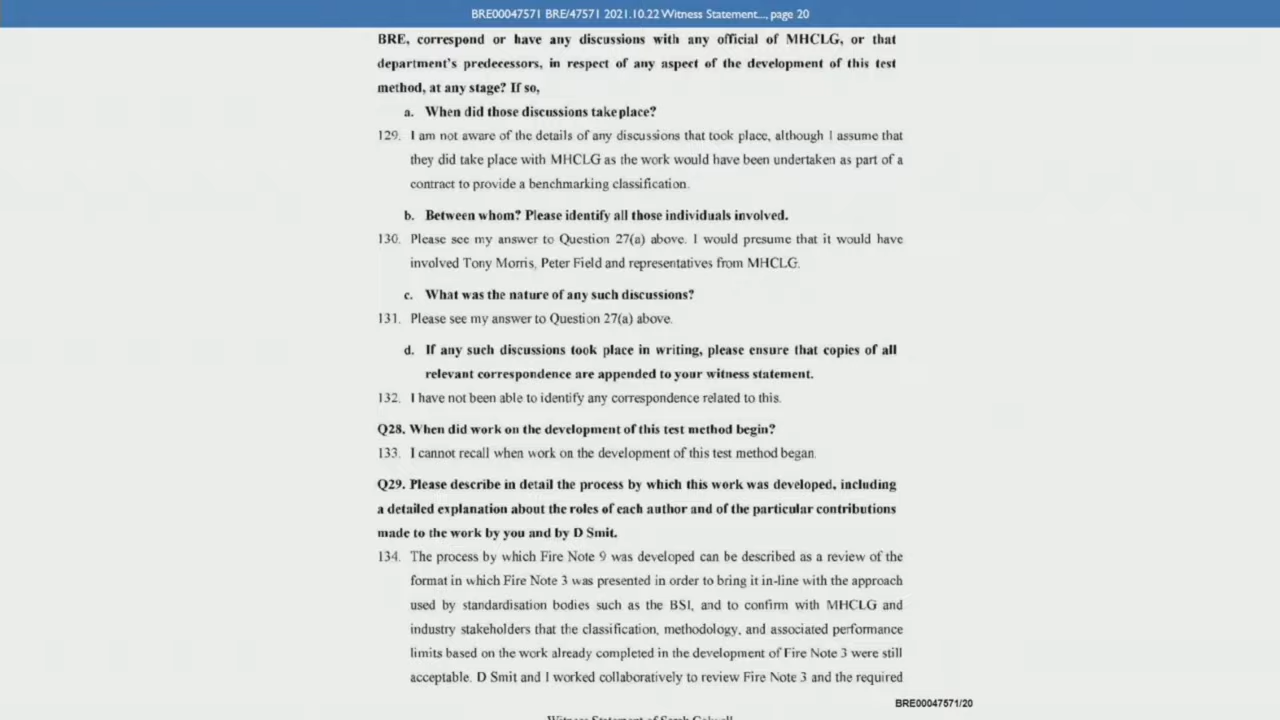 BRE00047571 BRE/47571 2021.10.22 Witness Statement..., page 20
BRE, correspond or have any discussions with any official of MHCLG, or that
department's predecessors, in respect of any aspect of the development of this test
method, at any stage? If so,
a. When did those discussions take place?
129. I am not aware of the details of any discussions that took place, although I assume that
they did take place with MHCLG as the work would have been undertaken as part of a
contract to provide a benchmarking classification.
b. Between whom? Please identify all those individuals involved.
130. Please see my answer to Question 27(a) above. I would presume that it would have
involved Tony Morris, Peter Field and representatives from MHCLG.
c. What was the nature of any such discussions?
131. Please see my answer to Question 27(a) above.
d. If any such discussions took place in writing, please ensure that copies of all
relevant correspondence are appended to your witness statement.
132. I have not been able to identify any correspondence related to this.
Q28. When did work on the development of this test method begin?
133. I cannot recall when work on the development of this test method began.
Q29. Please describe in detail the process by which this work was developed, including
a detailed explanation about the roles of each author and of the particular contributions
made to the work by you and by D Smit.
134. The process by which Fire Note 9 was developed can be described as a review of the
format in which Fire Note 3 was presented in order to bring it in-line with the approach
used by standardisation bodies such as the BSI, and to confirm with MHCLG and
industry stakeholders that the classification, methodology, and associated performance
limits based on the work already completed in the development of Fire Note 3 were still
acceptable. D Smit and I worked collaboratively to review Fire Note 3 and the required
BRE00047571/20
Witness Statement of Sarah Colwell